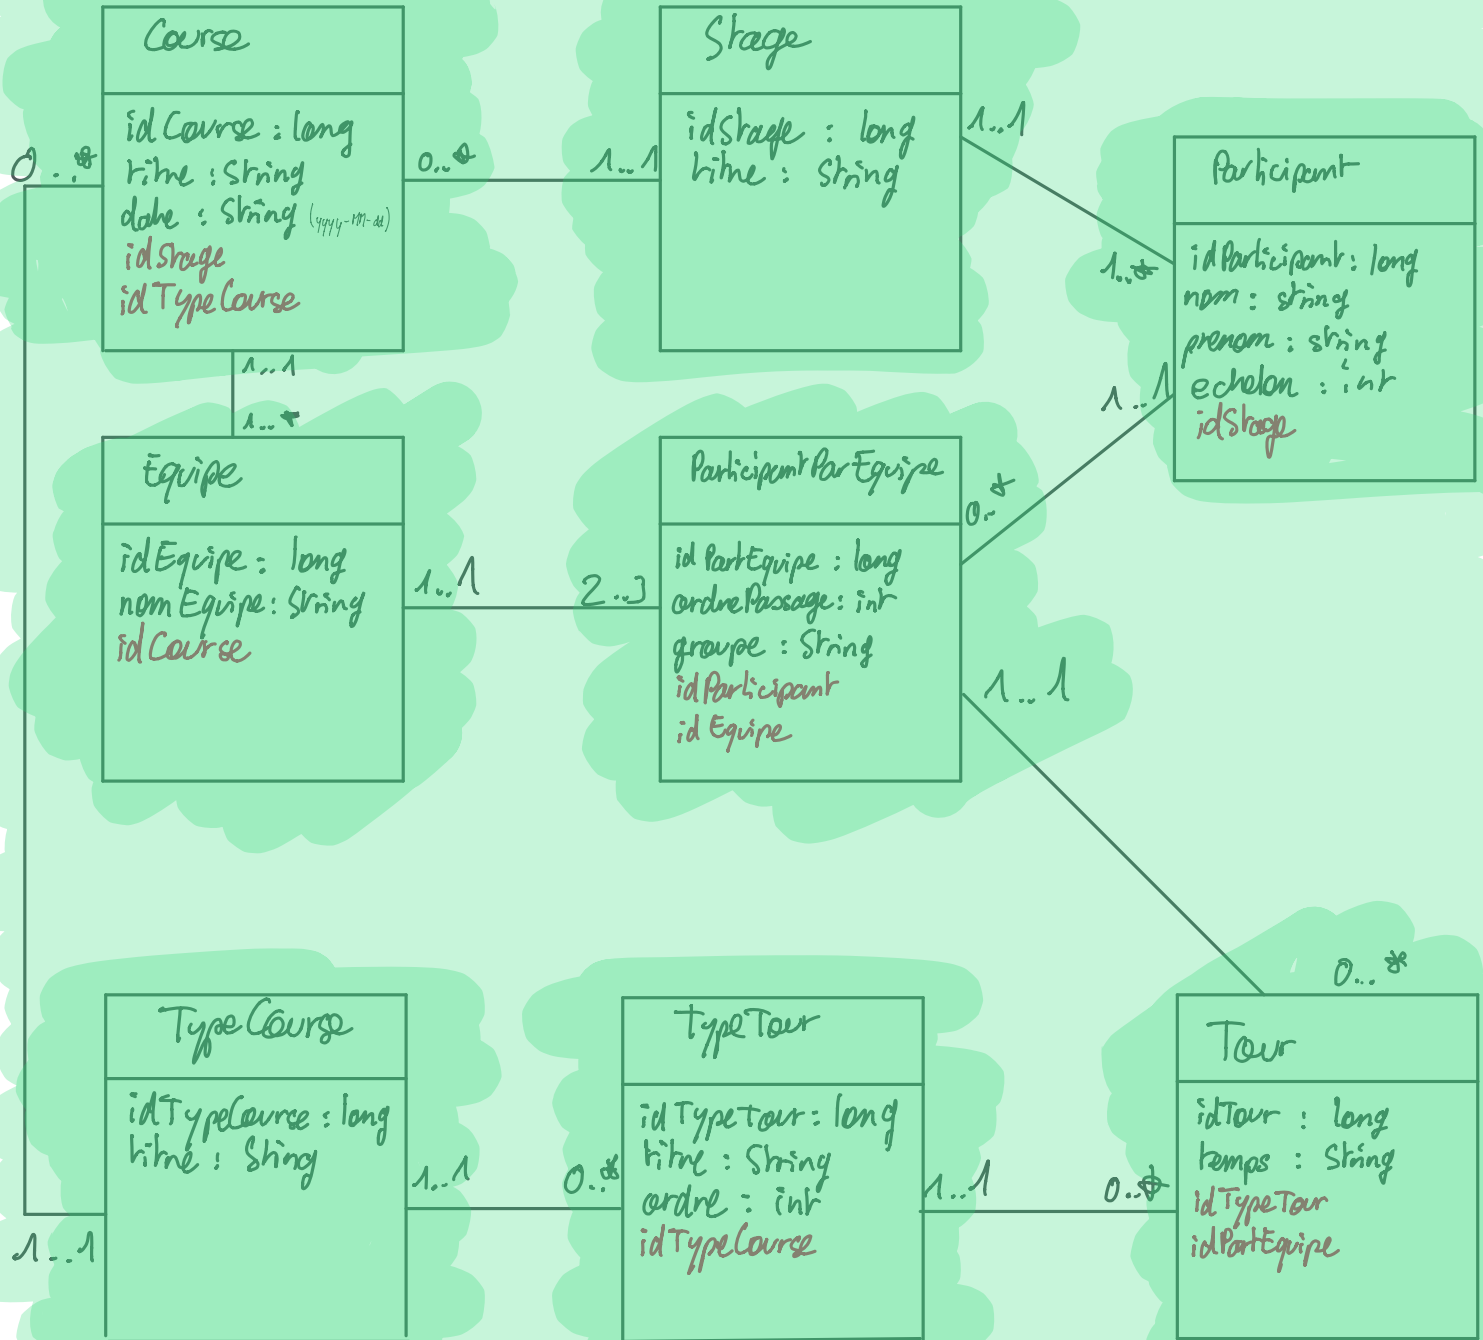 Course
idCourse : long
titre : String
date : String (yyyy-MM-dd)
idStage
idTypeCourse
0..*
0..*
1..1
Stage
idStage : long
titre : String
1..1
1..*
Participant
idParticipant : long
nom : string
prenom : string
echelon : int
idStage
1..1
1..*
1..1
0..*
Equipe
idEquipe : long
nomEquipe : String
idCourse
1..1
2..3
ParticipantParEquipe
idPartEquipe : long
ordrePassage : int
groupe : String
idParticipant
idEquipe
1..1
0..*
TypeCourse
idTypeCourse : long
titre : String
1..1
1..1
0..*
TypeTour
idTypeTour : long
titre : String
ordre : int
idTypeCourse
1..1
0..*
Tour
idTour : long
temps : String
idTypeTour
idPartEquipe